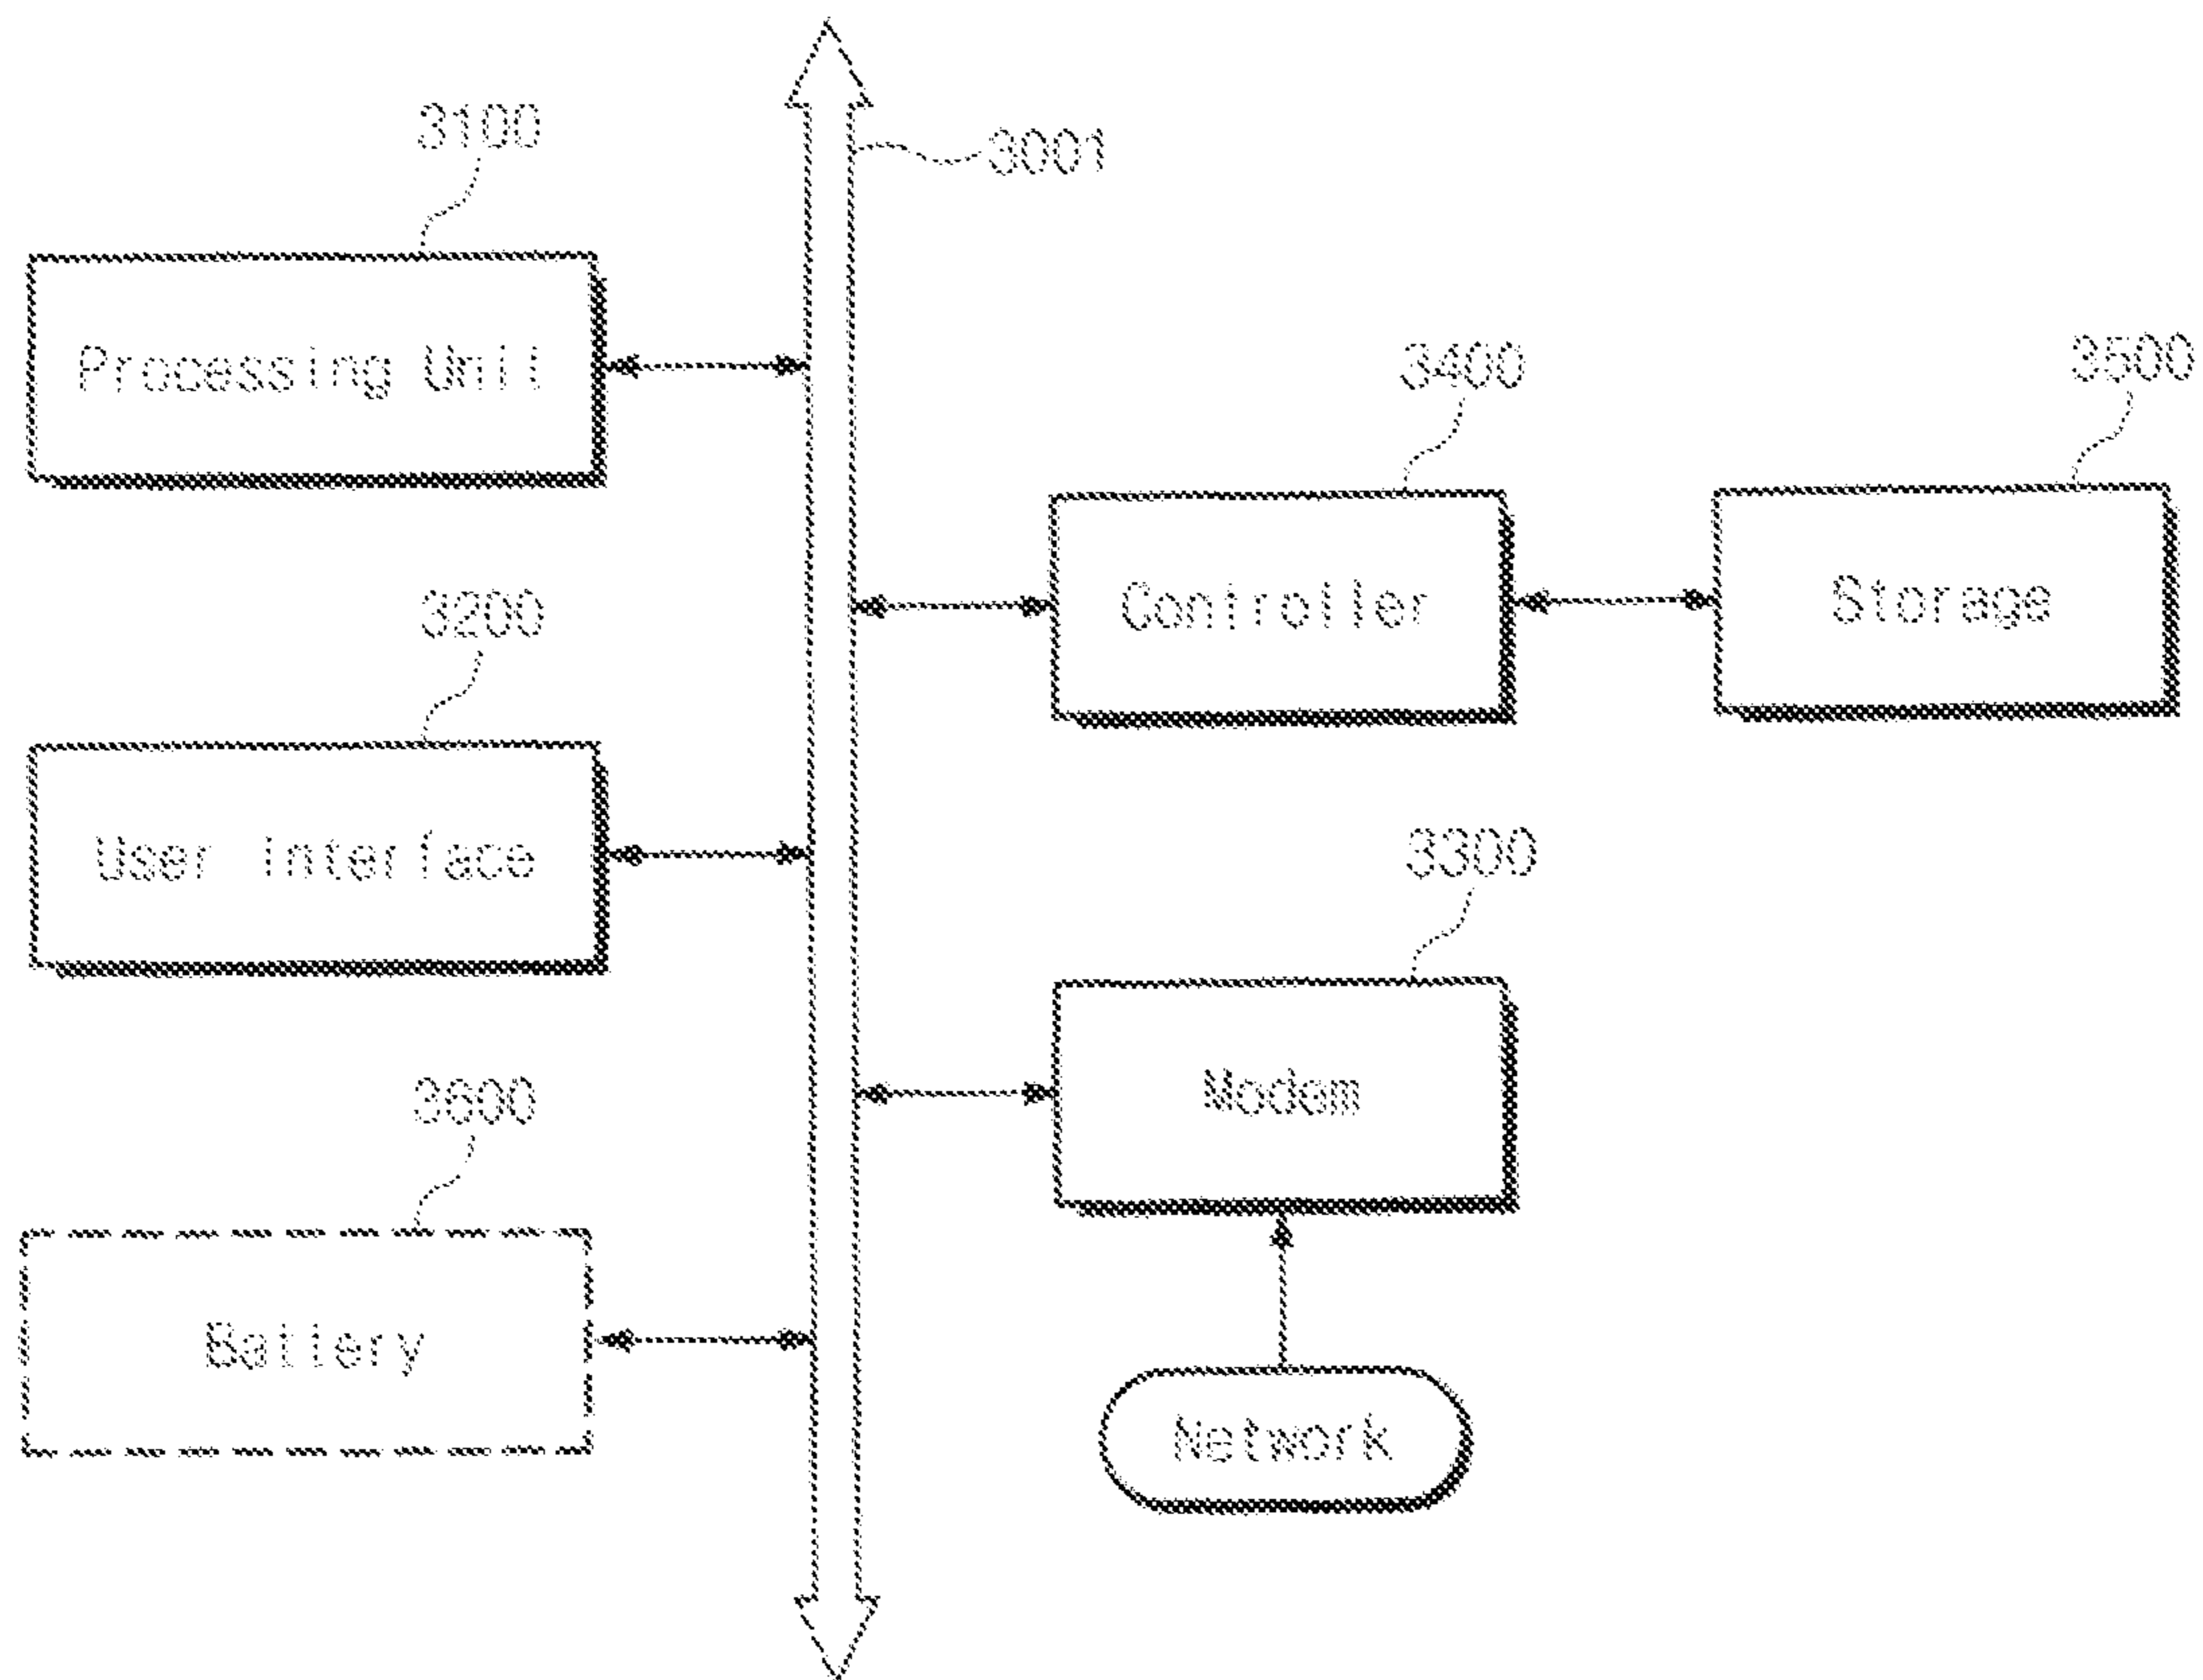 3100
3001
Processing Unit
3400
3500
3200
Controller
Storage
User Interface
3300
3600
Modem
Battery
Network